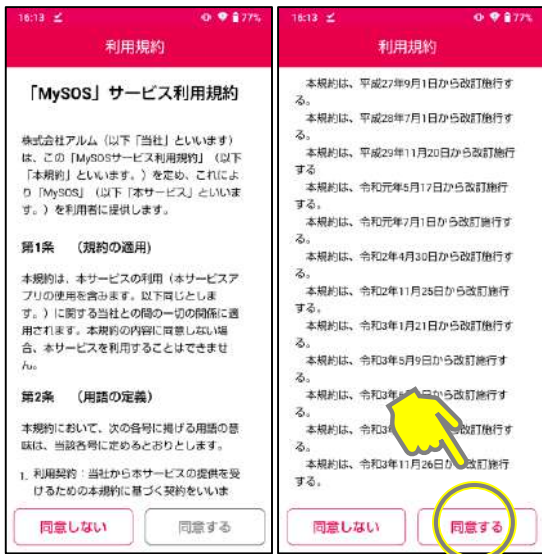 16:13
77%
利用規約
「MySOS」サービス利用規約
株式会社アルム（以下「当社」といいます）
は、この「MySOSサービス利用規約」（以下
「本規約」といいます。）を定め、これによ
り「MySOS」（以下「本サービス」といいま
す。）を利用者に提供します。
第1条　（規約の適用）
本規約は、本サービスの利用（本サービスア
プリの使用を含みます。以下同じとしま
す。）に関する当社との間の一切の関係に適
用されます。本規約の内容に同意しない場
合、本サービスを利用することはできませ
ん。
第2条　（用語の定義）
本規約において、次の各号に掲げる用語の意
味は、当該各号に定めるとおりとします。
1. 利用契約：当社から本サービスの提供を受
けるための本規約に基づく契約をいいま
同意しない
同意する
16:13
77%
利用規約
本規約は、平成27年9月1日から改訂施行す
る。
本規約は、平成28年7月1日から改訂施行す
る。
本規約は、平成29年11月20日から改訂施行
する
本規約は、令和元年5月17日から改訂施行
する。
本規約は、令和元年7月1日から改訂施行す
る。
本規約は、令和2年4月30日から改訂施行す
る。
本規約は、令和2年11月25日から改訂施行
する。
本規約は、令和3年1月21日から改訂施行す
る。
本規約は、令和3年5月9日から改訂施行す
る。
本規約は、令和3年 日から改訂施行す
る。
本規約は、令和3 改訂施行す
る。
本規約は、令和3年11月26日か 改訂施行
する。
同意しない
同意する